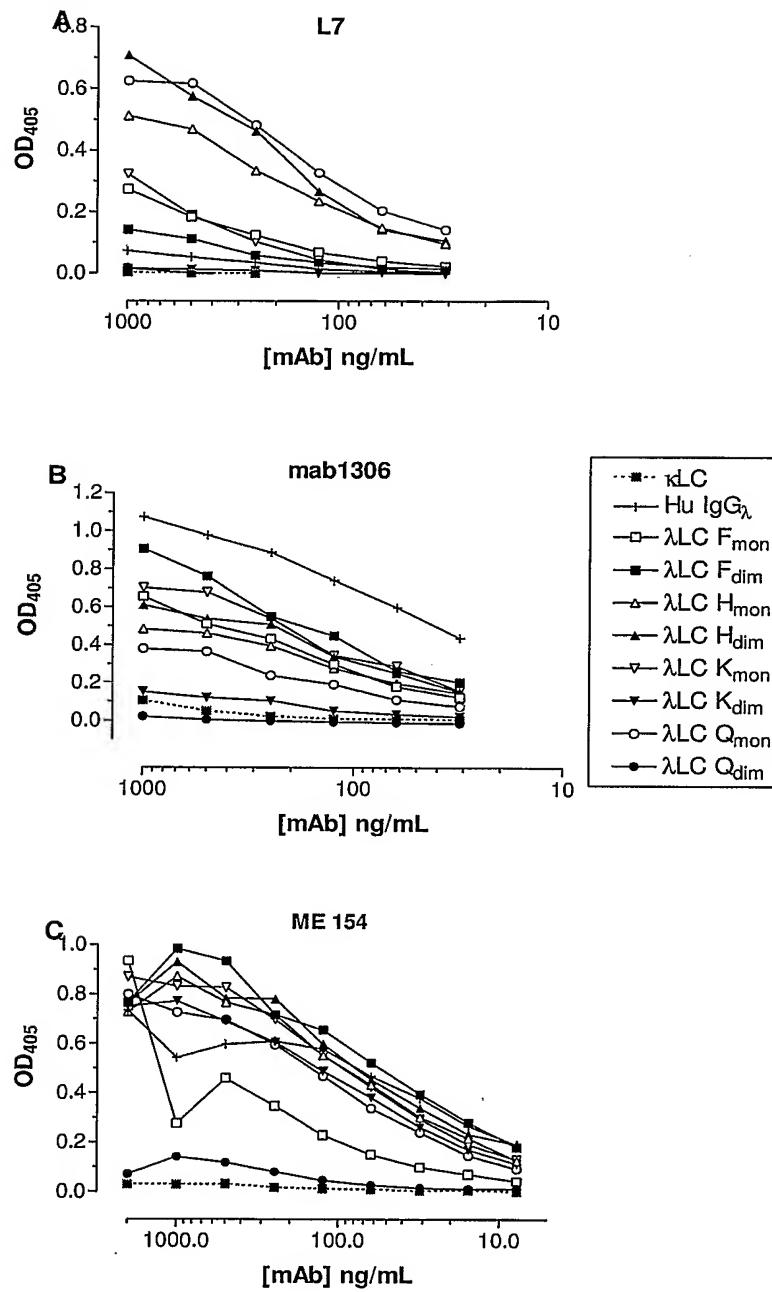 A
L7
0.8
0.6
0.4
0.2
0.0
OD405
1000
100
10
[mAb] ng/mL
B
mab1306
1.2
1.0
0.8
0.6
0.4
0.2
0.0
OD405
1000
100
10
[mAb] ng/mL
κLC
Hu IgGλ
λLC Fmon
λLC Fdim
λLC Hmon
λLC Hdim
λLC Kmon
λLC Kdim
λLC Qmon
λLC Qdim
C
ME 154
1.0
0.8
0.6
0.4
0.2
0.0
OD405
1000.0
100.0
10.0
[mAb] ng/mL